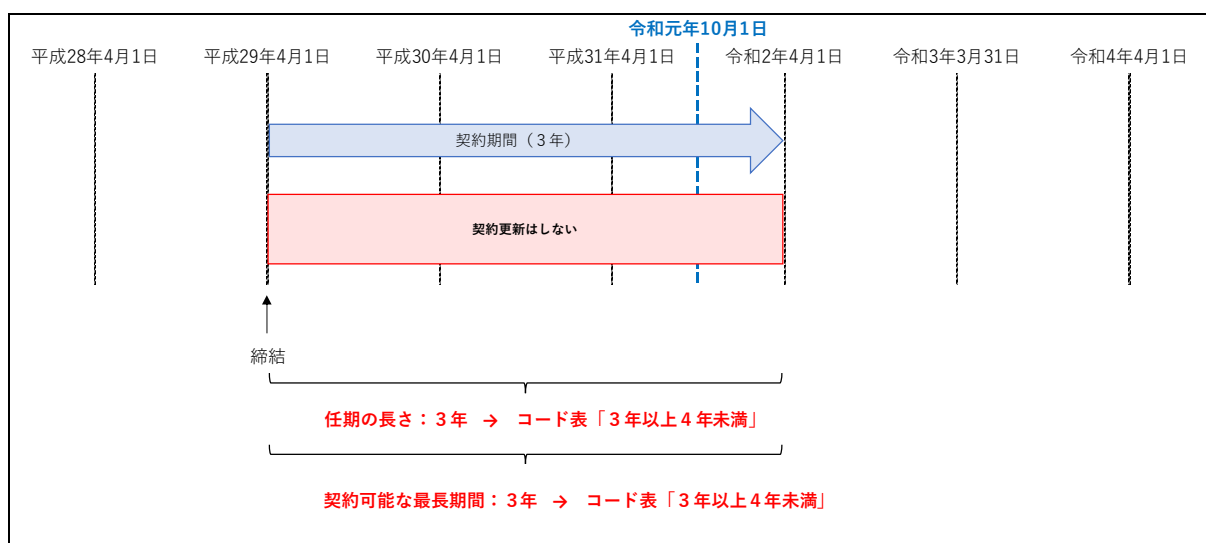 令和元年10月1日
平成28年4月1日 平成29年4月1日 平成30年4月1日 平成31年4月1日 令和2年4月1日 令和3年3月31日 令和4年4月1日
契約期間（３年）
契約更新はしない
締結
任期の長さ：３年 → コード表「３年以上４年未満」
契約可能な最長期間：３年 → コード表「３年以上４年未満」